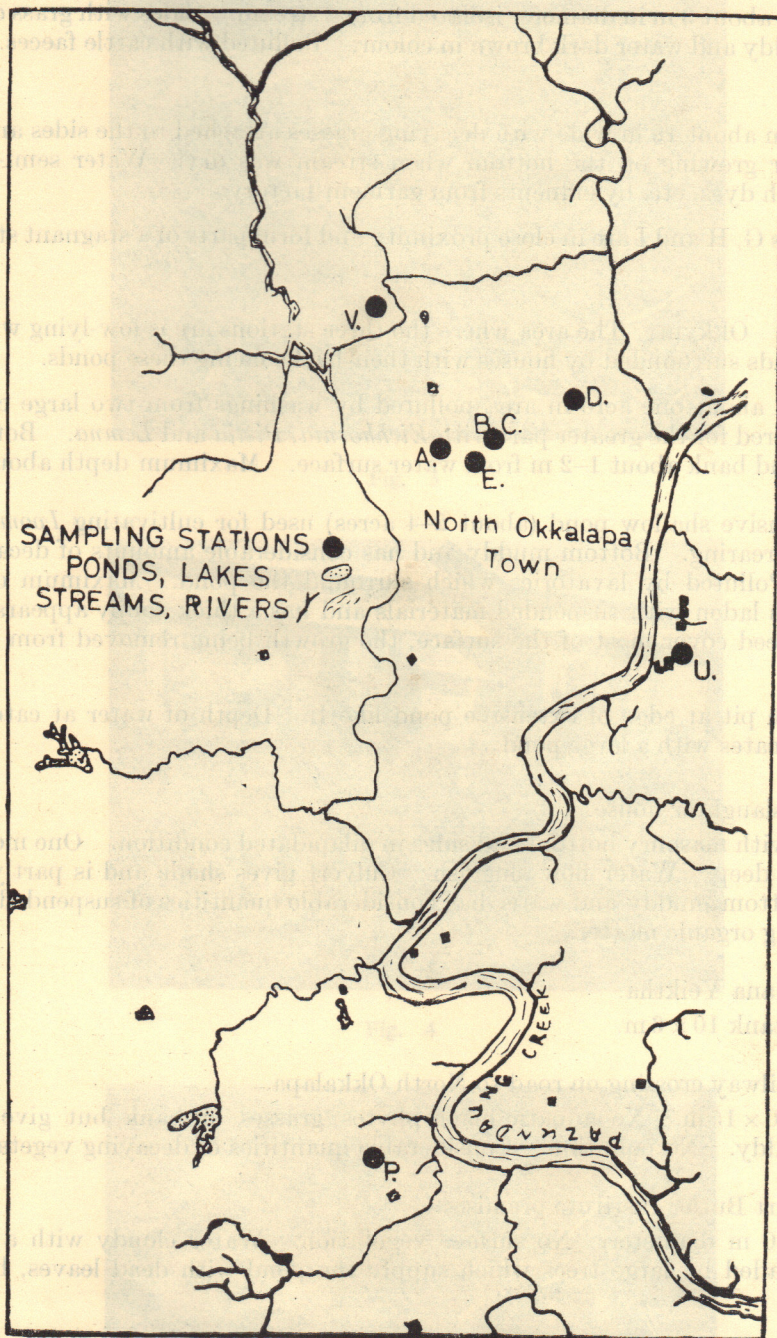 V.
D.
B. C.
A.
E.
North Okkalapa
Town
SAMPLING STATIONS
PONDS, LAKES
STREAMS, RIVERS
U.
PAZUNDAUNG CREEK
P.